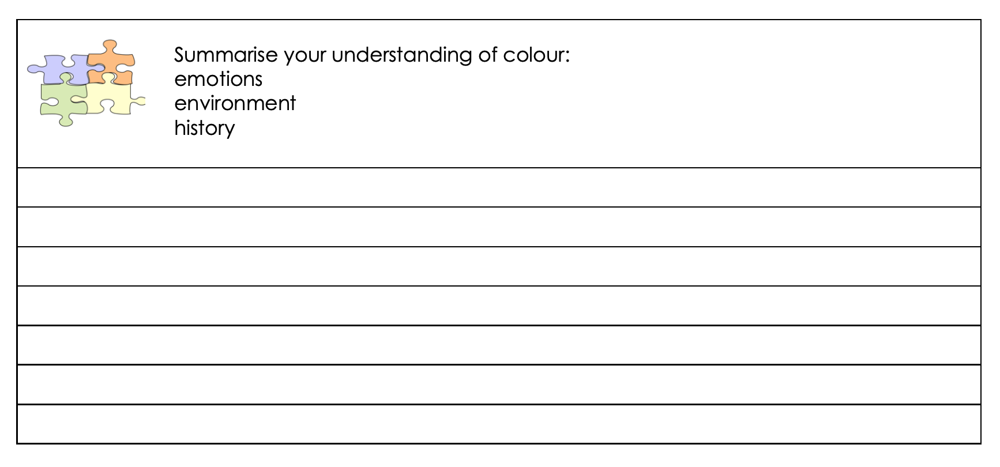 Summarise your understanding of colour:
emotions
environment
history